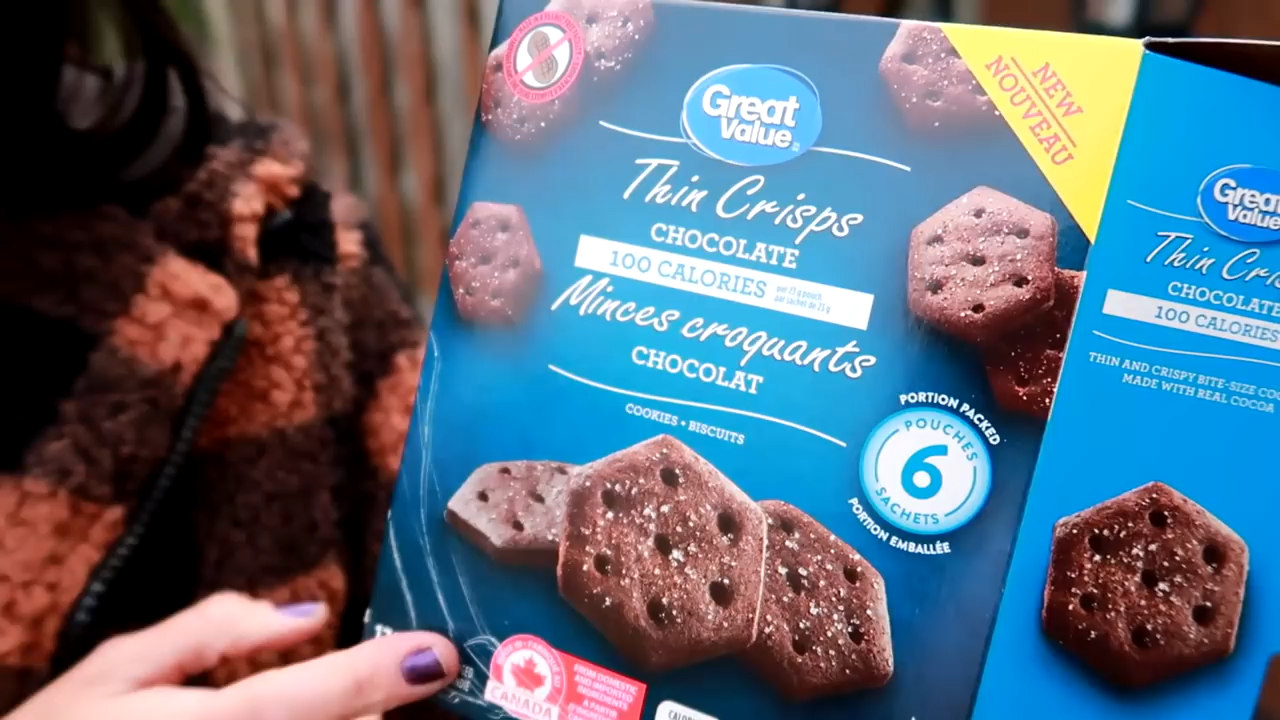 Great
Value
NEW
NOUVEAU
Thin Crisps
CHOCOLATE
100 CALORIES
per 23 g pouch
par sachet de 23 g
Minces croquants
CHOCOLAT
COOKIES • BISCUITS
PORTION PACKED
POUCHES
6
SACHETS
PORTION EMBALLÉE
CANADA
FROM DOMESTIC
AND IMPORTED
INGREDIENTS
À PARTIR
Great
Value
Thin Cri
CHOCOLATE
100 CALORIES
THIN AND CRISPY BITE-SIZE COO
MADE WITH REAL COCOA